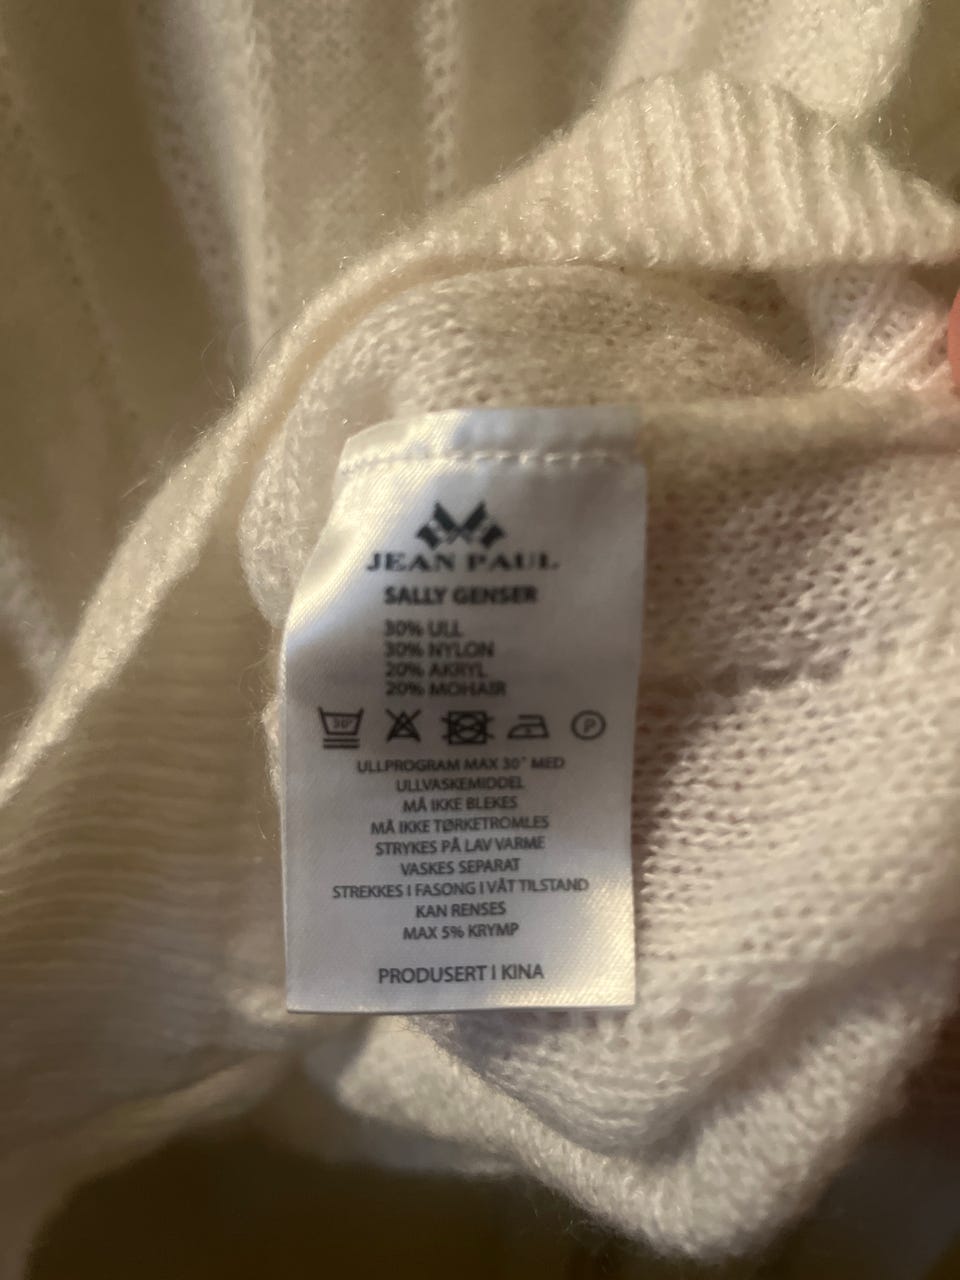 JEAN PAUL
SALLY GENSER
30% ULL
30% NYLON
20% AKRYL
20% MOHAIR
30°
P
ULLPROGRAM MAX 30° MED
ULLVASKEMIDDEL
MÅ IKKE BLEKES
MÅ IKKE TØRKETROMLES
STRYKES PÅ LAV VARME
VASKES SEPARAT
STREKKES I FASONG I VÅT TILSTAND
KAN RENSES
MAX 5% KRYMP
PRODUSERT I KINA